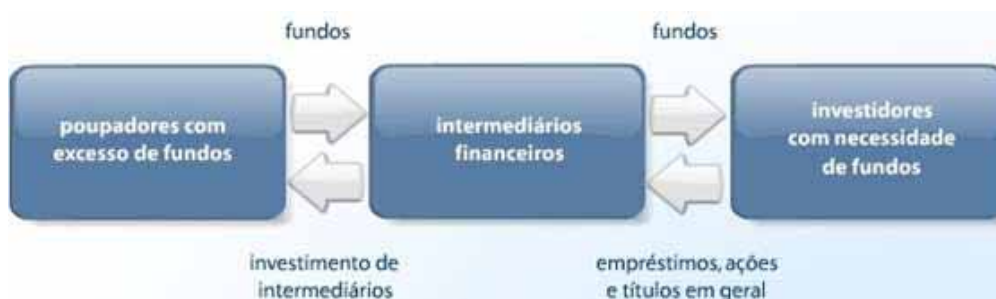 fundos
fundos
poupadores com
excesso de fundos
intermediários
financeiros
investidores
com necessidade
de fundos
investimento de
intermediários
empréstimos, ações
e títulos em geral